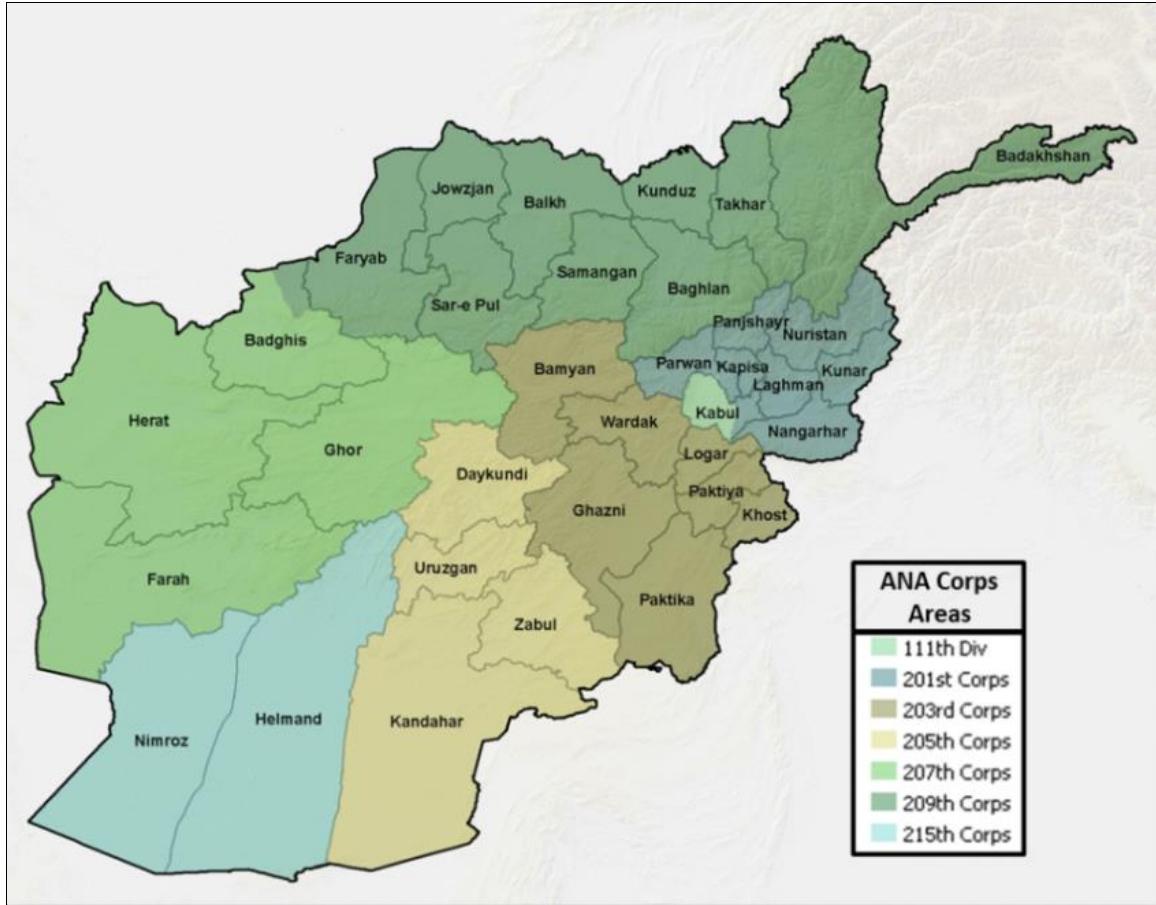 Badakhshan
Jowzjan
Balkh
Kunduz
Takhar
Faryab
Samangan
Baghlan
Sar-e Pul
Panjshayr
Nuristan
Badghis
Parwan
Kapisa
Kunar
Bamyan
Laghman
Herat
Wardak
Kabul
Nangarhar
Ghor
Logar
Daykundi
Paktiya
Ghazni
Khost
Farah
Uruzgan
Paktika
Zabul
Helmand
Kandahar
Nimroz
ANA Corps
Areas
111th Div
201st Corps
203rd Corps
205th Corps
207th Corps
209th Corps
215th Corps